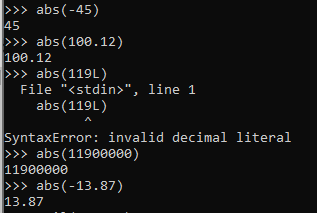 >>> abs(-45)
45
>>> abs(100.12)
100.12
>>> abs(119L)
  File "<stdin>", line 1
    abs(119L)
          ^
SyntaxError: invalid decimal literal
>>> abs(11900000)
11900000
>>> abs(-13.87)
13.87